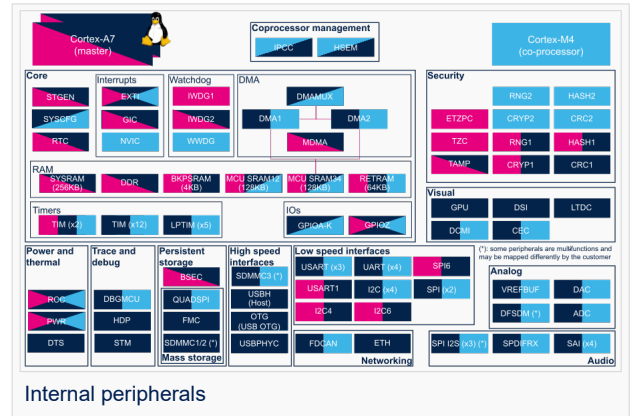 Cortex-A7
(master)
Coprocessor management
IPCC
HSEM
Cortex-M4
(co-processor)
Core
STGEN
SYSCFG
RTC
Interrupts
EXTI
GIC
NVIC
Watchdog
IWDG1
IWDG2
WWDG
DMA
DMAMUX
DMA1
DMA2
MDMA
Security
RNG2
HASH2
ETZPC
CRYP2
CRC2
TZC
RNG1
HASH1
TAMP
CRYP1
CRC1
RAM
SYSRAM
(256KB)
DDR
BKPSRAM
(4KB)
MCU SRAM12
(128KB)
MCU SRAM34
(128KB)
RETRAM
(64KB)
Visual
GPU
DSI
LTDC
DCMI
CEC
Timers
TIM (x2)
TIM (x12)
LPTIM (x5)
IOs
GPIOA-K
GPIOZ
(*): some peripherals are multifunctions and
may be mapped differently by the customer
Power and
thermal
RCC
PWR
DTS
Trace and
debug
DBGMCU
HDP
STM
Persistent
storage
BSEC
QUADSPI
FMC
SDMMC1/2 (*)
Mass storage
High speed
interfaces
SDMMC3 (*)
USBH
(Host)
OTG
(USB OTG)
USBPHYC
Low speed interfaces
USART (x3)
UART (x4)
SPI6
USART1
I2C (x4)
SPI (x2)
I2C4
I2C6
FDCAN
ETH
Networking
Analog
VREFBUF
DAC
DFSDM (*)
ADC
SPI I2S (x3) (*)
SPDIFRX
SAI (x4)
Audio
Internal peripherals